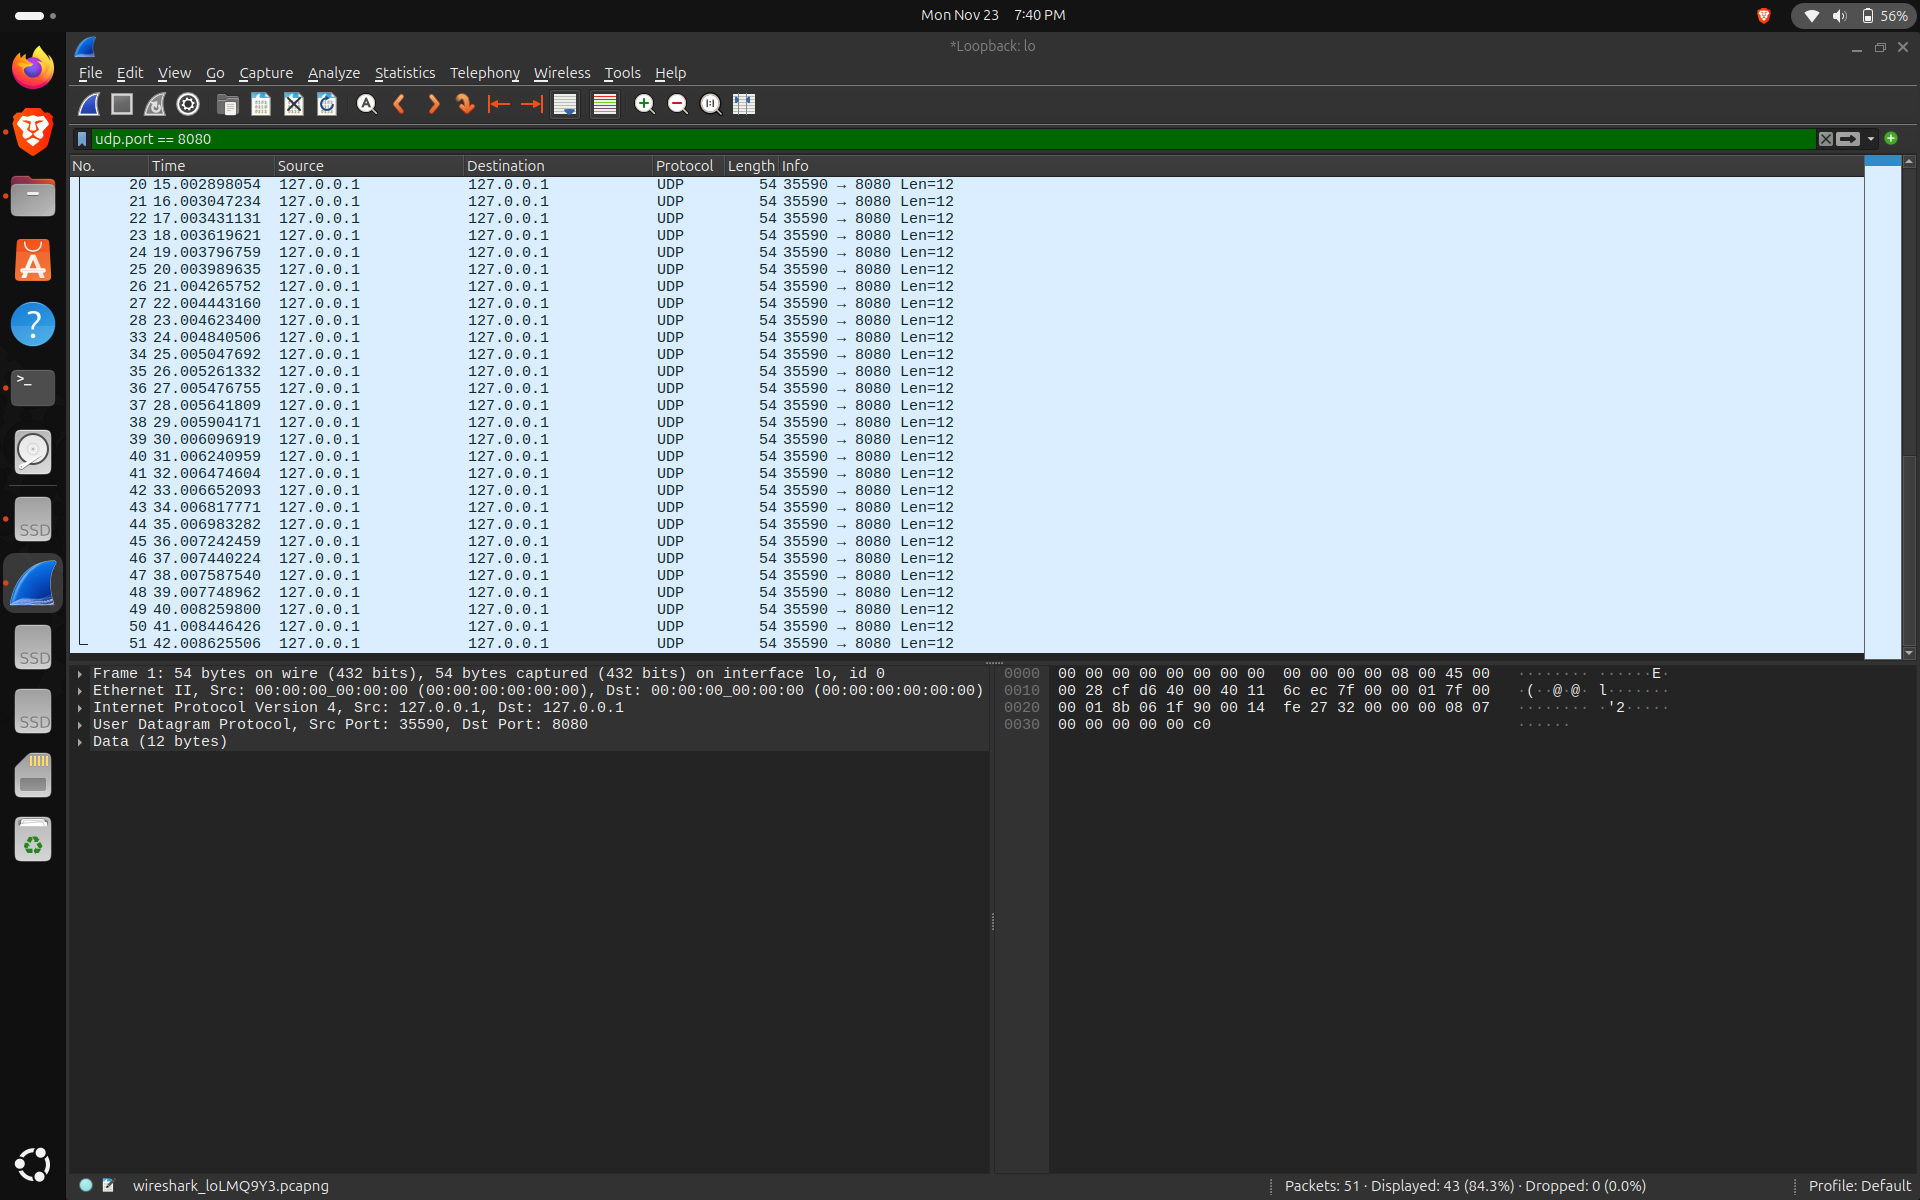 Mon Nov 23 7:40 PM
56%
*Loopback: lo
File Edit View Go Capture Analyze Statistics Telephony Wireless Tools Help
udp.port == 8080
No. Time Source Destination Protocol Length Info
20 15.002898054 127.0.0.1 127.0.0.1 UDP 54 35590 → 8080 Len=12
21 16.003047234 127.0.0.1 127.0.0.1 UDP 54 35590 → 8080 Len=12
22 17.003431131 127.0.0.1 127.0.0.1 UDP 54 35590 → 8080 Len=12
23 18.003619621 127.0.0.1 127.0.0.1 UDP 54 35590 → 8080 Len=12
24 19.003796759 127.0.0.1 127.0.0.1 UDP 54 35590 → 8080 Len=12
25 20.003989635 127.0.0.1 127.0.0.1 UDP 54 35590 → 8080 Len=12
26 21.004265752 127.0.0.1 127.0.0.1 UDP 54 35590 → 8080 Len=12
27 22.004443160 127.0.0.1 127.0.0.1 UDP 54 35590 → 8080 Len=12
28 23.004623400 127.0.0.1 127.0.0.1 UDP 54 35590 → 8080 Len=12
33 24.004840506 127.0.0.1 127.0.0.1 UDP 54 35590 → 8080 Len=12
34 25.005047692 127.0.0.1 127.0.0.1 UDP 54 35590 → 8080 Len=12
35 26.005261332 127.0.0.1 127.0.0.1 UDP 54 35590 → 8080 Len=12
36 27.005476755 127.0.0.1 127.0.0.1 UDP 54 35590 → 8080 Len=12
37 28.005641809 127.0.0.1 127.0.0.1 UDP 54 35590 → 8080 Len=12
38 29.005904171 127.0.0.1 127.0.0.1 UDP 54 35590 → 8080 Len=12
39 30.006096919 127.0.0.1 127.0.0.1 UDP 54 35590 → 8080 Len=12
40 31.006240959 127.0.0.1 127.0.0.1 UDP 54 35590 → 8080 Len=12
41 32.006474604 127.0.0.1 127.0.0.1 UDP 54 35590 → 8080 Len=12
42 33.006652093 127.0.0.1 127.0.0.1 UDP 54 35590 → 8080 Len=12
43 34.006817771 127.0.0.1 127.0.0.1 UDP 54 35590 → 8080 Len=12
44 35.006983282 127.0.0.1 127.0.0.1 UDP 54 35590 → 8080 Len=12
45 36.007242459 127.0.0.1 127.0.0.1 UDP 54 35590 → 8080 Len=12
46 37.007440224 127.0.0.1 127.0.0.1 UDP 54 35590 → 8080 Len=12
47 38.007587540 127.0.0.1 127.0.0.1 UDP 54 35590 → 8080 Len=12
48 39.007748962 127.0.0.1 127.0.0.1 UDP 54 35590 → 8080 Len=12
49 40.008259800 127.0.0.1 127.0.0.1 UDP 54 35590 → 8080 Len=12
50 41.008446426 127.0.0.1 127.0.0.1 UDP 54 35590 → 8080 Len=12
51 42.008625506 127.0.0.1 127.0.0.1 UDP 54 35590 → 8080 Len=12
Frame 1: 54 bytes on wire (432 bits), 54 bytes captured (432 bits) on interface lo, id 0
Ethernet II, Src: 00:00:00_00:00:00 (00:00:00:00:00:00), Dst: 00:00:00_00:00:00 (00:00:00:00:00:00)
Internet Protocol Version 4, Src: 127.0.0.1, Dst: 127.0.0.1
User Datagram Protocol, Src Port: 35590, Dst Port: 8080
Data (12 bytes)
0000 00 00 00 00 00 00 00 00 00 00 00 00 08 00 45 00 ········ ······E·
0010 00 28 cf d6 40 00 40 11 6c ec 7f 00 00 01 7f 00 ·(··@·@· l·······
0020 00 01 8b 06 1f 90 00 14 fe 27 32 00 00 00 08 07 ········ ·'2·····
0030 00 00 00 00 00 c0 ······
SSD
SSD
SSD
wireshark_loLMQ9Y3.pcapng
Packets: 51 · Displayed: 43 (84.3%) · Dropped: 0 (0.0%)
Profile: Default